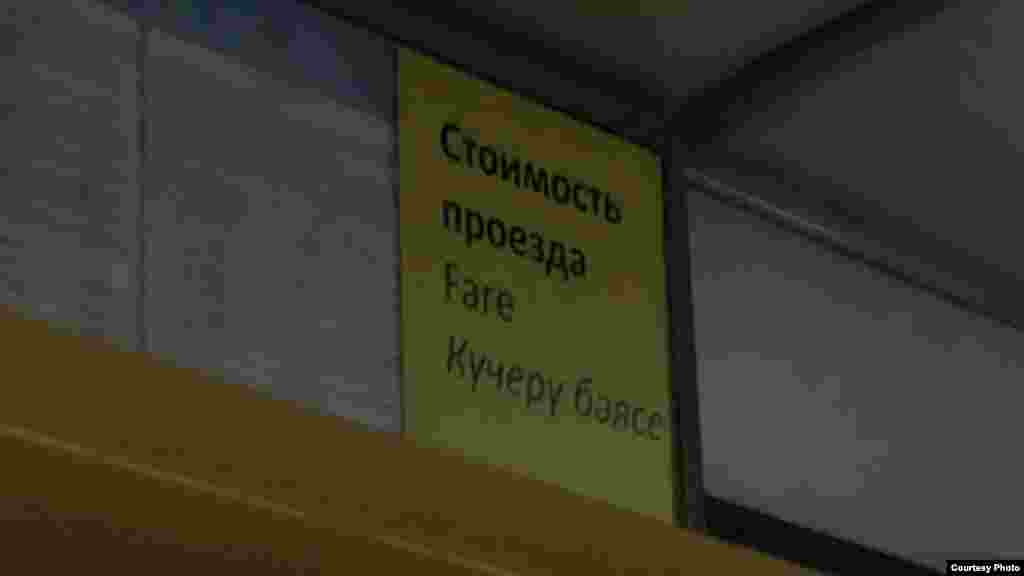 Стоимость
проезда
Fare
Кучеру бәясе
Courtesy Photo